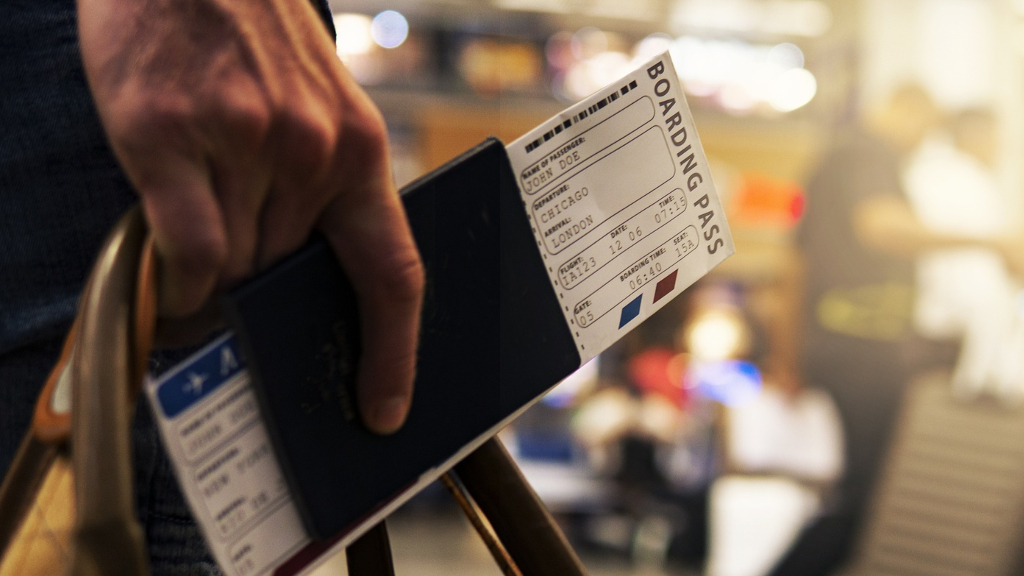 BOARDING PASS
NAME OF PASSENGER:
JOHN DOE
DEPARTURE:
CHICAGO
ARRIVAL:
LONDON
FLIGHT: DATE: TIME:
IA123 12 06 07:15
GATE: BOARDING TIME: SEAT:
05 06:40 15A
A